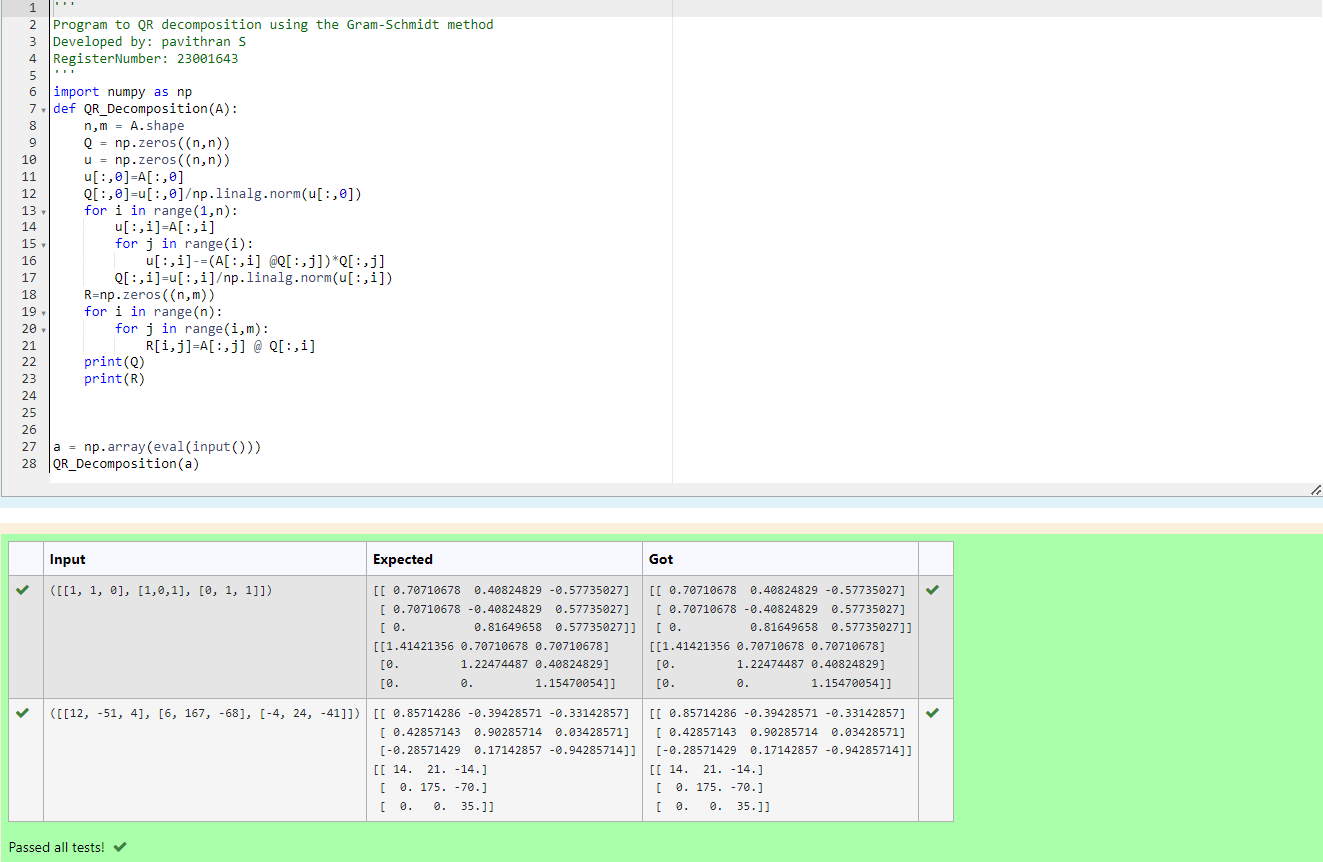 1 '''
2 Program to QR decomposition using the Gram-Schmidt method
3 Developed by: pavithran S
4 RegisterNumber: 23001643
5 '''
6 import numpy as np
7 def QR_Decomposition(A):
8     n,m = A.shape
9     Q = np.zeros((n,n))
10     u = np.zeros((n,n))
11     u[:,0]=A[:,0]
12     Q[:,0]=u[:,0]/np.linalg.norm(u[:,0])
13     for i in range(1,n):
14         u[:,i]=A[:,i]
15         for j in range(i):
16             u[:,i]-=(A[:,i] @Q[:,j])*Q[:,j]
17         Q[:,i]=u[:,i]/np.linalg.norm(u[:,i])
18     R=np.zeros((n,m))
19     for i in range(n):
20         for j in range(i,m):
21             R[i,j]=A[:,j] @ Q[:,i]
22     print(Q)
23     print(R)
24
25
26
27 a = np.array(eval(input()))
28 QR_Decomposition(a)
Input Expected Got
([[1, 1, 0], [1,0,1], [0, 1, 1]]) [[ 0.70710678  0.40824829 -0.57735027] [[ 0.70710678  0.40824829 -0.57735027]
[ 0.70710678 -0.40824829  0.57735027] [ 0.70710678 -0.40824829  0.57735027]
[ 0.          0.81649658  0.57735027]] [ 0.          0.81649658  0.57735027]]
[[1.41421356 0.70710678 0.70710678] [[1.41421356 0.70710678 0.70710678]
[0.         1.22474487 0.40824829] [0.         1.22474487 0.40824829]
[0.         0.         1.15470054]] [0.         0.         1.15470054]]
([[12, -51, 4], [6, 167, -68], [-4, 24, -41]]) [[ 0.85714286 -0.39428571 -0.33142857] [[ 0.85714286 -0.39428571 -0.33142857]
[ 0.42857143  0.90285714  0.03428571] [ 0.42857143  0.90285714  0.03428571]
[-0.28571429  0.17142857 -0.94285714]] [-0.28571429  0.17142857 -0.94285714]]
[[ 14.  21. -14.] [[ 14.  21. -14.]
[  0. 175. -70.] [  0. 175. -70.]
[  0.   0.  35.]] [  0.   0.  35.]]
Passed all tests!